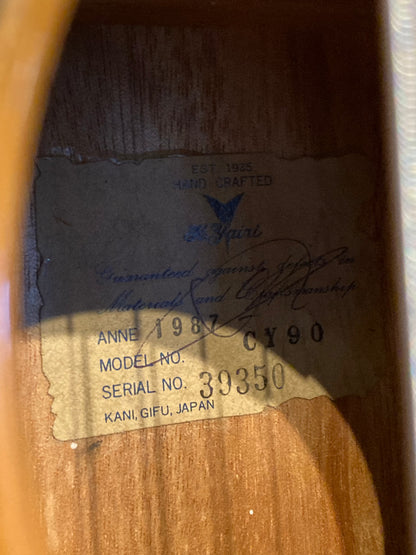 EST. 1935
HAND CRAFTED
K.Yairi
Guaranteed against defects in
Materials and Craftsmanship
ANNE 1987
MODEL NO. CY90
SERIAL NO. 39350
KANI, GIFU, JAPAN